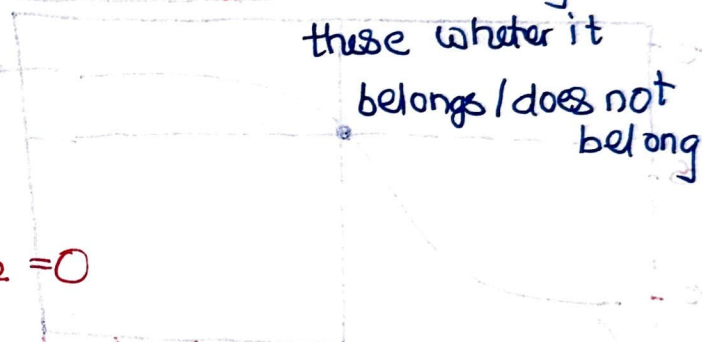 these wheter it
belongs / does not
belong
=0